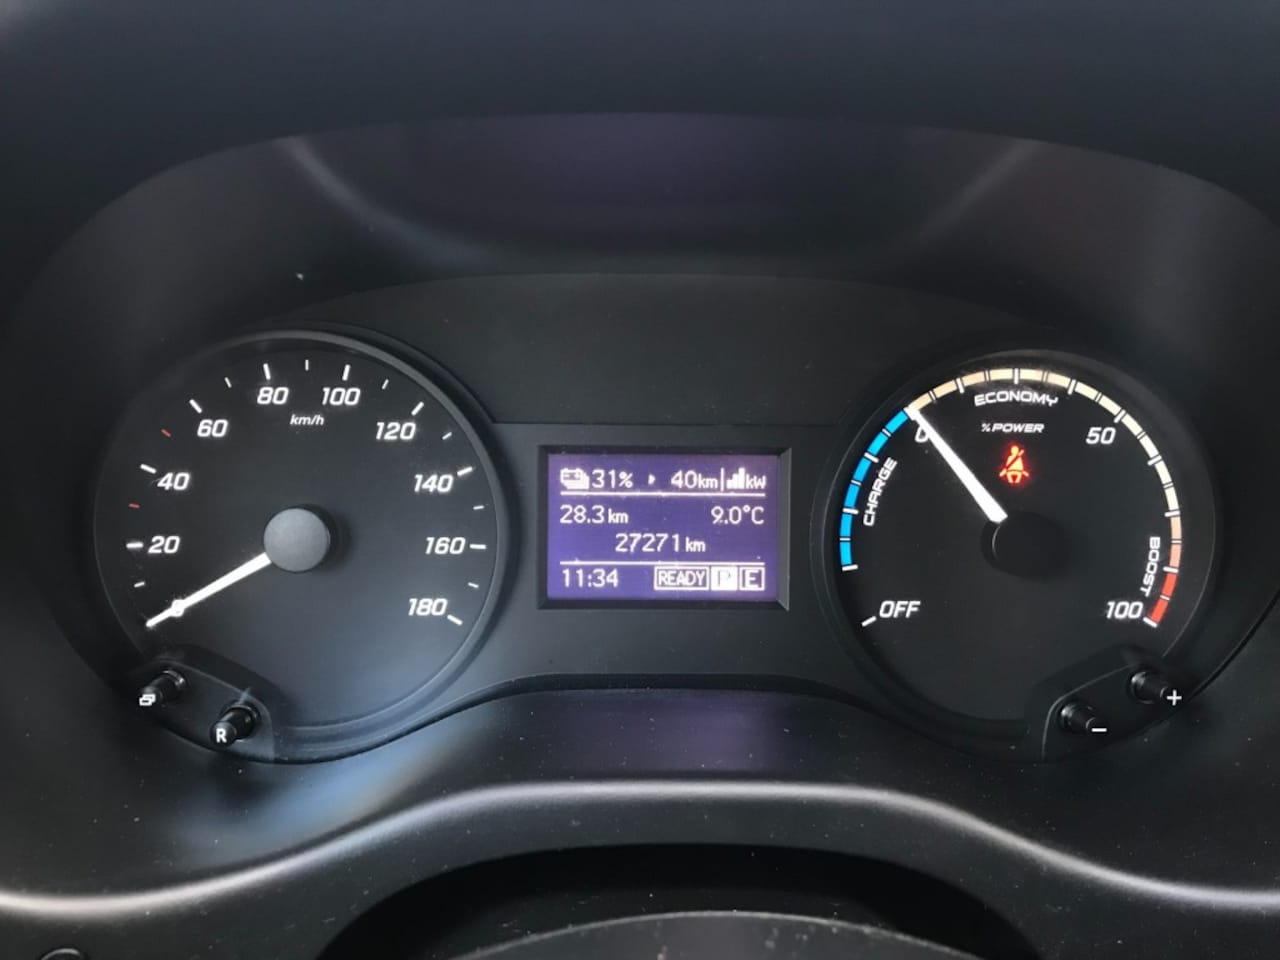 0
20
40
60
80
100
120
140
160
180
km/h
R
31% 40km kW
28.3km 9.0°C
27271km
11:34 READY P E
OFF
CHARGE
0
ECONOMY
% POWER
50
BOOST
100
-
+